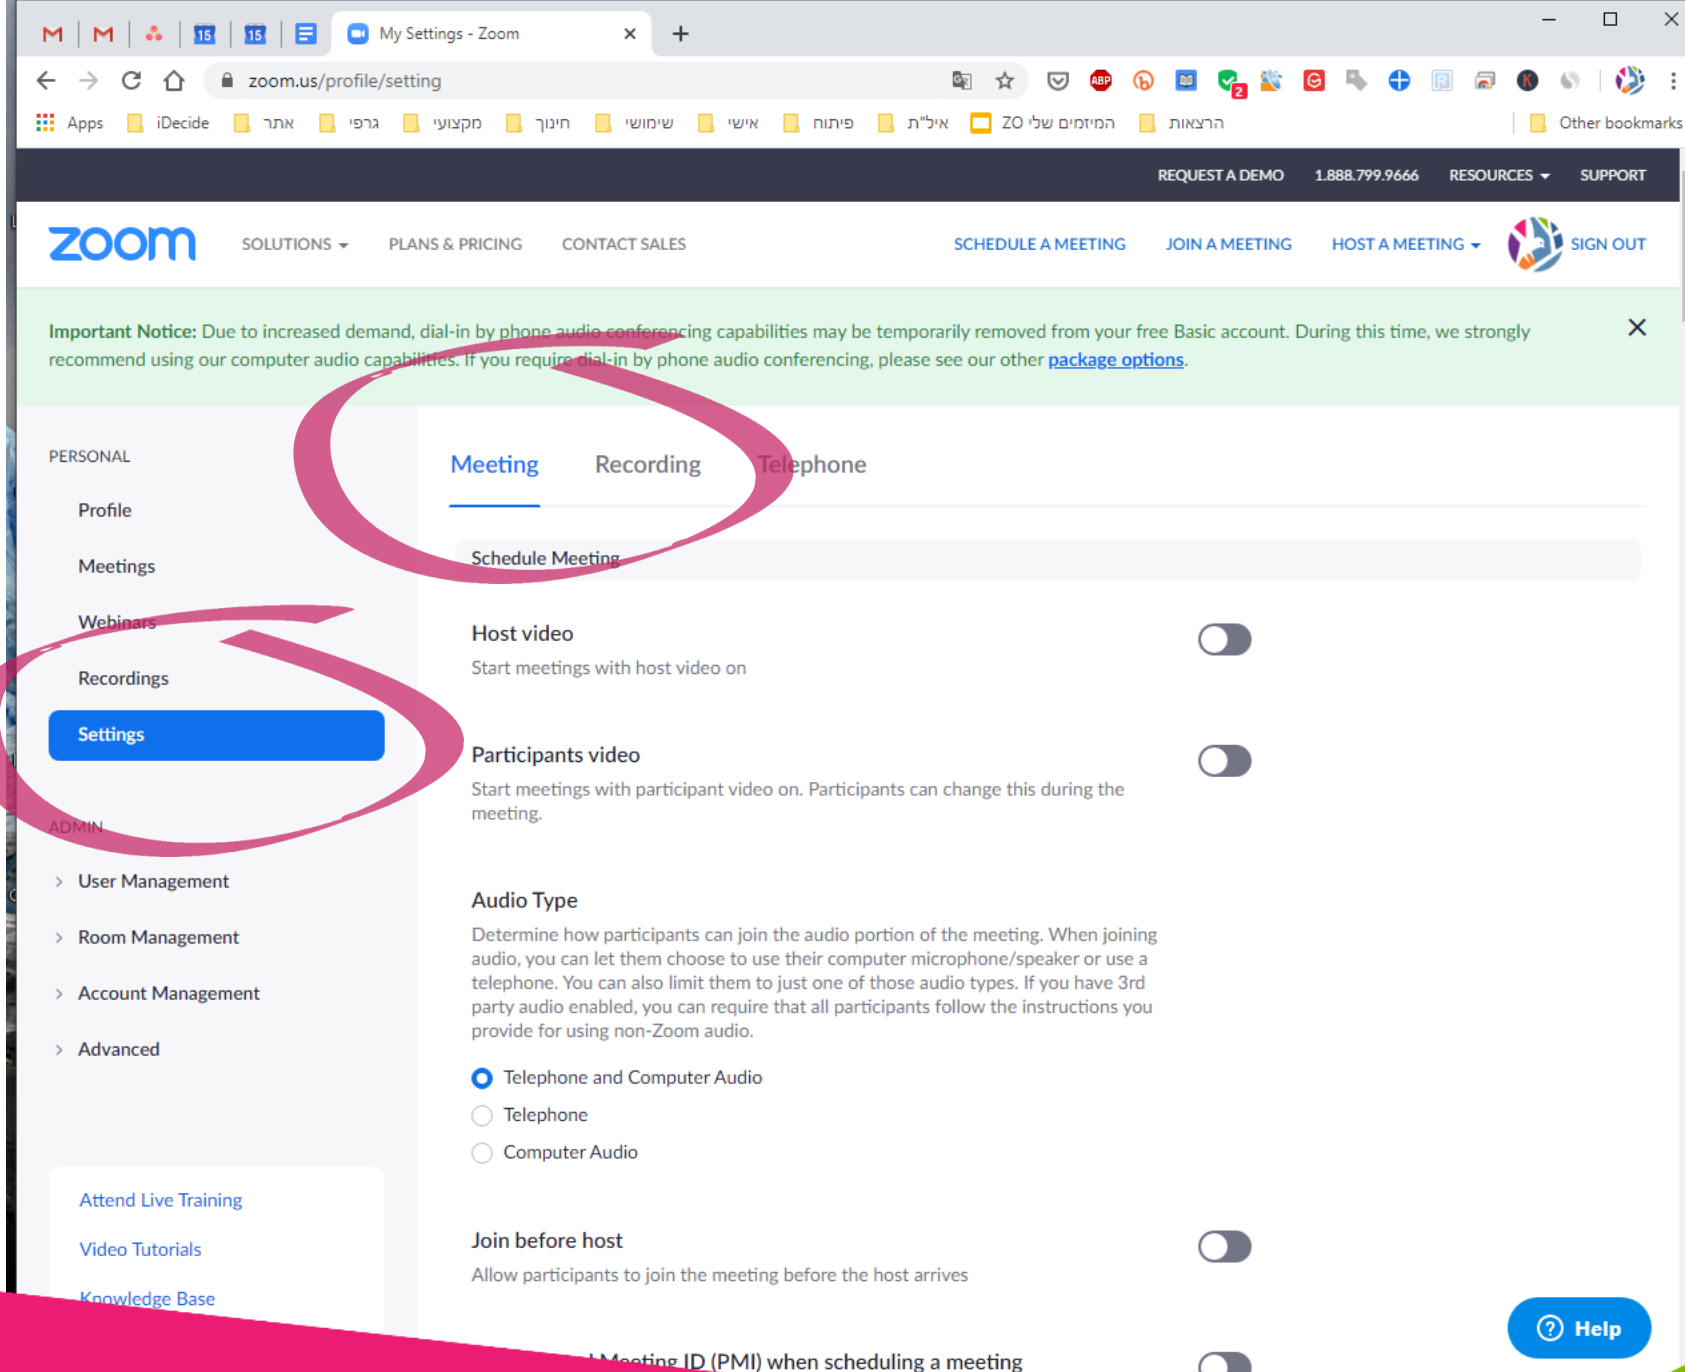 My Settings - Zoom
zoom.us/profile/setting
Apps iDecide אתר גרפי מקצועי חינוך שימושי אישי פיתוח איל"ת המיזמים שלי ZO הרצאות Other bookmarks
REQUEST A DEMO 1.888.799.9666 RESOURCES SUPPORT
zoom SOLUTIONS PLANS & PRICING CONTACT SALES SCHEDULE A MEETING JOIN A MEETING HOST A MEETING SIGN OUT
Important Notice: Due to increased demand, dial-in by phone audio conferencing capabilities may be temporarily removed from your free Basic account. During this time, we strongly
recommend using our computer audio capabilities. If you require dial-in by phone audio conferencing, please see our other package options.
PERSONAL
Profile
Meetings
Webinars
Recordings
Settings
ADMIN
User Management
Room Management
Account Management
Advanced
Attend Live Training
Video Tutorials
Knowledge Base
Meeting Recording Telephone
Schedule Meeting
Host video
Start meetings with host video on
Participants video
Start meetings with participant video on. Participants can change this during the
meeting.
Audio Type
Determine how participants can join the audio portion of the meeting. When joining
audio, you can let them choose to use their computer microphone/speaker or use a
telephone. You can also limit them to just one of those audio types. If you have 3rd
party audio enabled, you can require that all participants follow the instructions you
provide for using non-Zoom audio.
Telephone and Computer Audio
Telephone
Computer Audio
Join before host
Allow participants to join the meeting before the host arrives
Meeting ID (PMI) when scheduling a meeting
Help